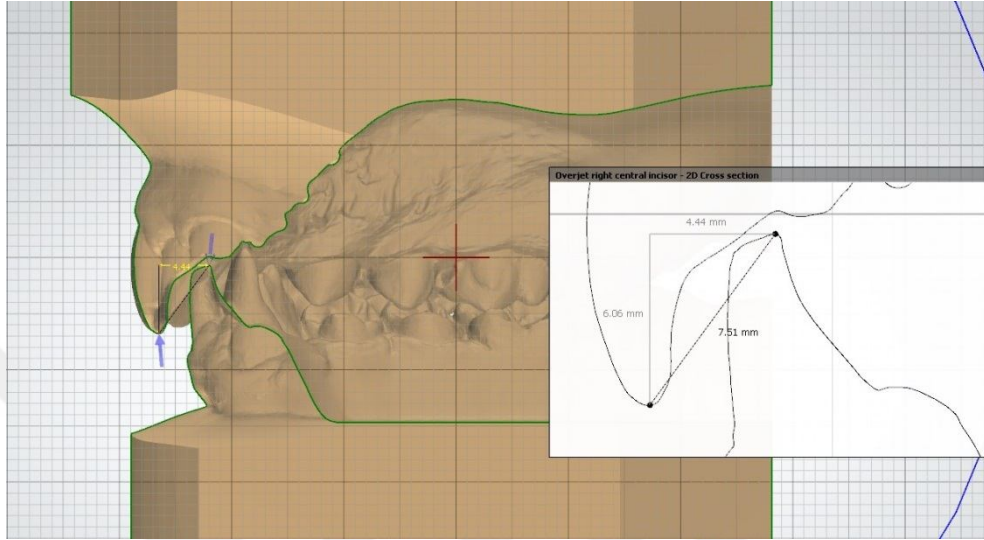 Overjet right central incisor - 2D Cross section
4.44 mm
4.44
6.06 mm
7.51 mm